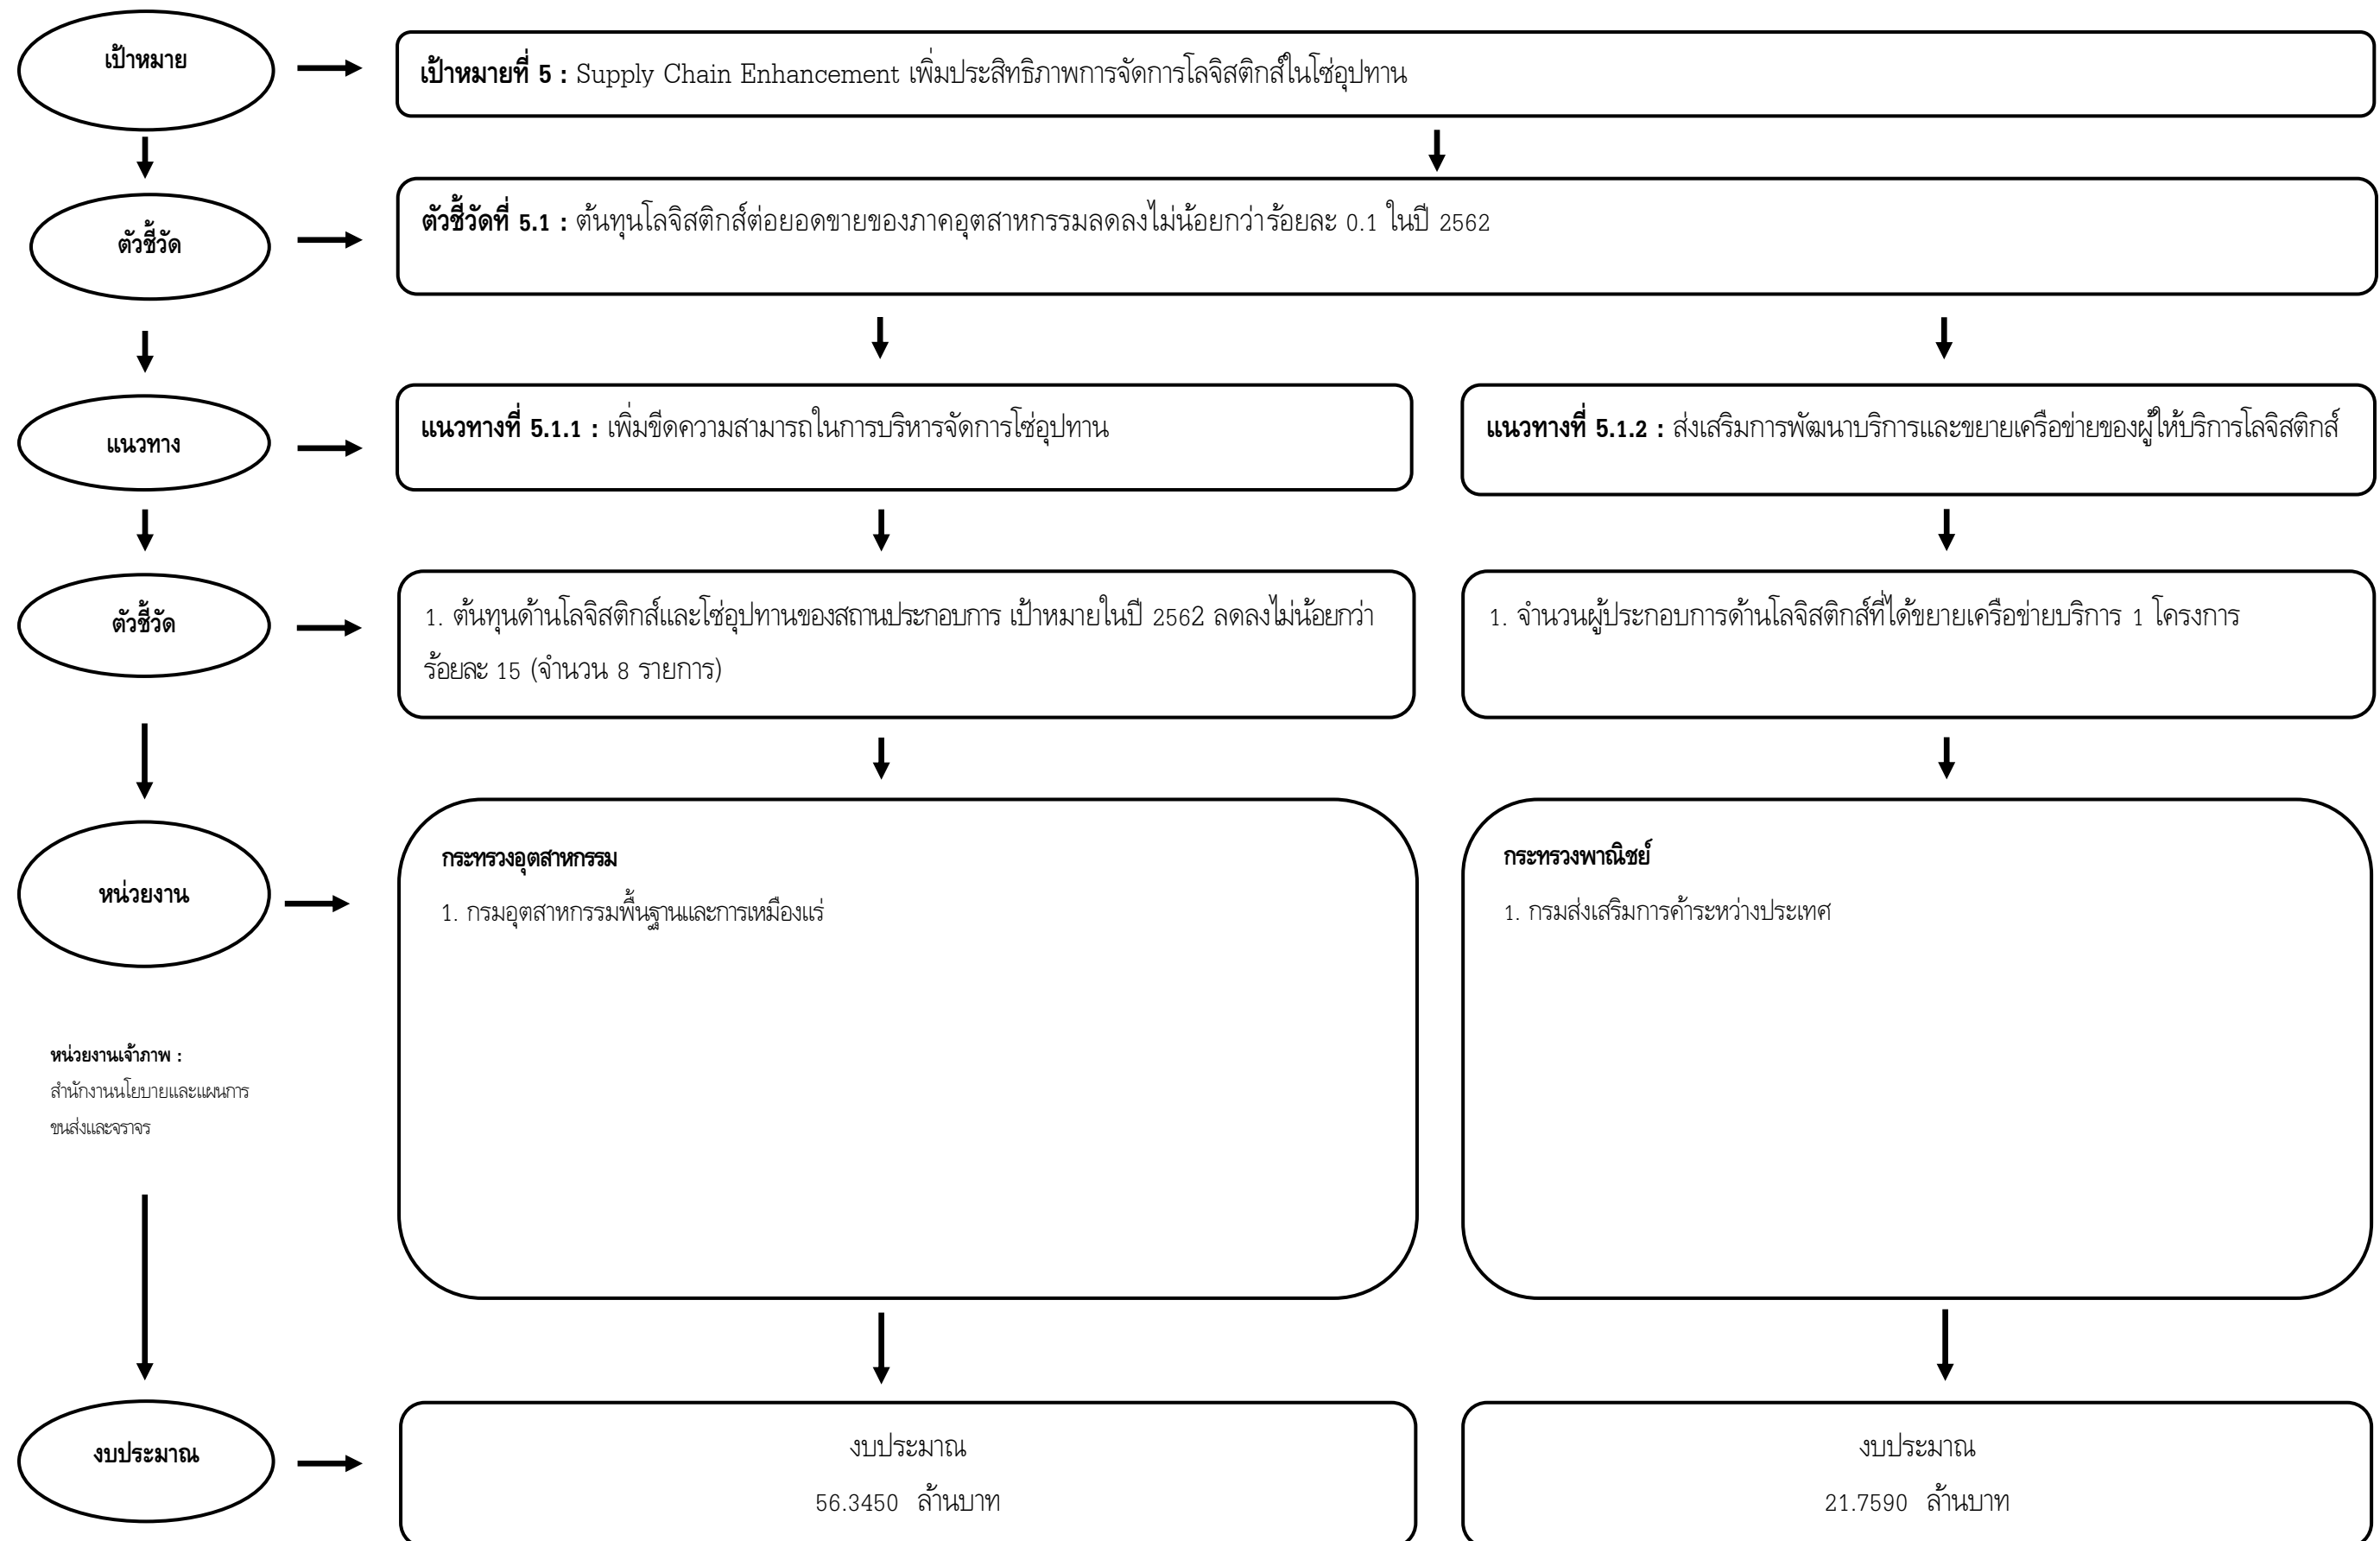 เป้าหมาย
เป้าหมายที่ 5 : Supply Chain Enhancement เพิ่มประสิทธิภาพการจัดการโลจิสติกส์ในโซ่อุปทาน
ตัวชี้วัด
ตัวชี้วัดที่ 5.1 : ต้นทุนโลจิสติกส์ต่อยอดขายของภาคอุตสาหกรรมลดลงไม่น้อยกว่าร้อยละ 0.1 ในปี 2562
แนวทาง
แนวทางที่ 5.1.1 : เพิ่มขีดความสามารถในการบริหารจัดการโซ่อุปทาน
แนวทางที่ 5.1.2 : ส่งเสริมการพัฒนาบริการและขยายเครือข่ายของผู้ให้บริการโลจิสติกส์
ตัวชี้วัด
1. ต้นทุนด้านโลจิสติกส์และโซ่อุปทานของสถานประกอบการ เป้าหมายในปี 2562 ลดลงไม่น้อยกว่า
ร้อยละ 15 (จำนวน 8 รายการ)
1. จำนวนผู้ประกอบการด้านโลจิสติกส์ที่ได้ขยายเครือข่ายบริการ 1 โครงการ
หน่วยงาน
กระทรวงอุตสาหกรรม
1. กรมอุตสาหกรรมพื้นฐานและการเหมืองแร่
กระทรวงพาณิชย์
1. กรมส่งเสริมการค้าระหว่างประเทศ
หน่วยงานเจ้าภาพ :
สำนักงานนโยบายและแผนการ
ขนส่งและจราจร
งบประมาณ
งบประมาณ
56.3450 ล้านบาท
งบประมาณ
21.7590 ล้านบาท